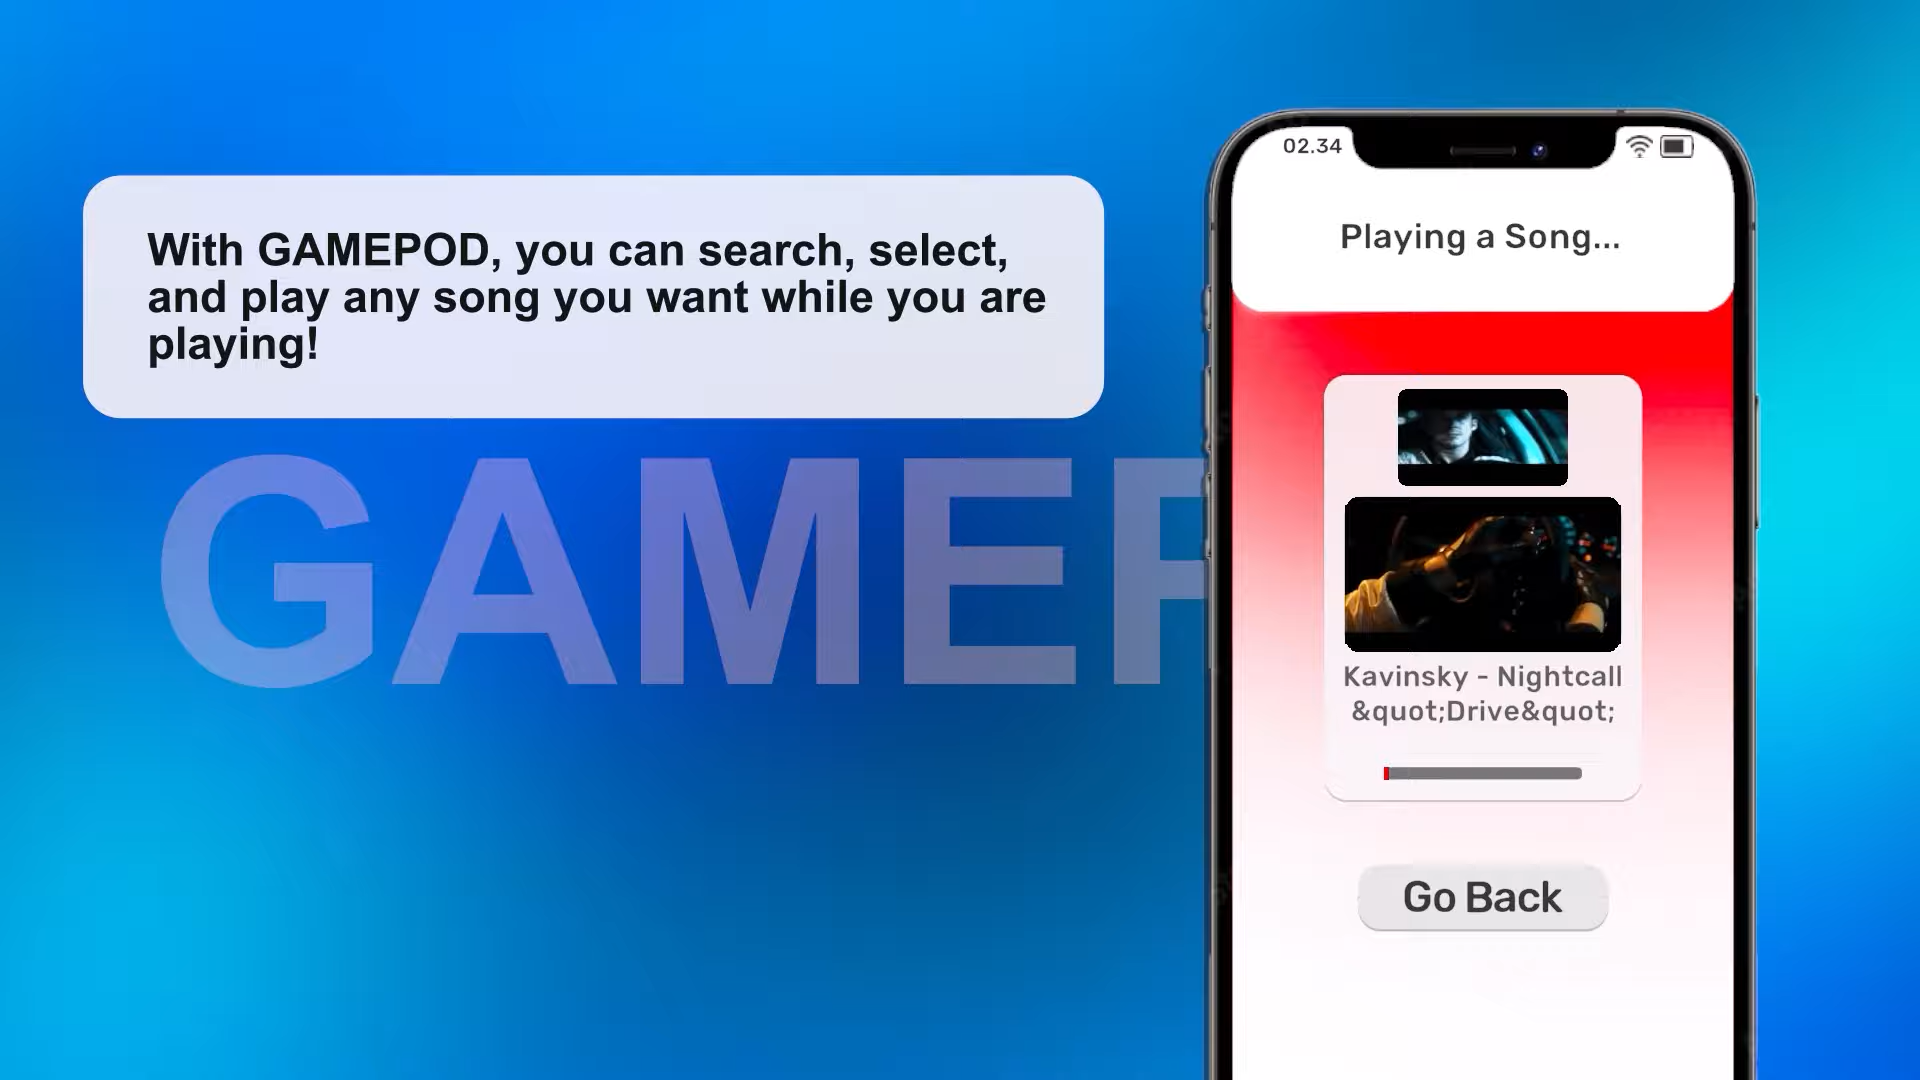 With GAMEPOD, you can search, select,
and play any song you want while you are
playing!
GAMEP
02.34
Playing a Song...
Kavinsky - Nightcall
&quot;Drive&quot;
Go Back